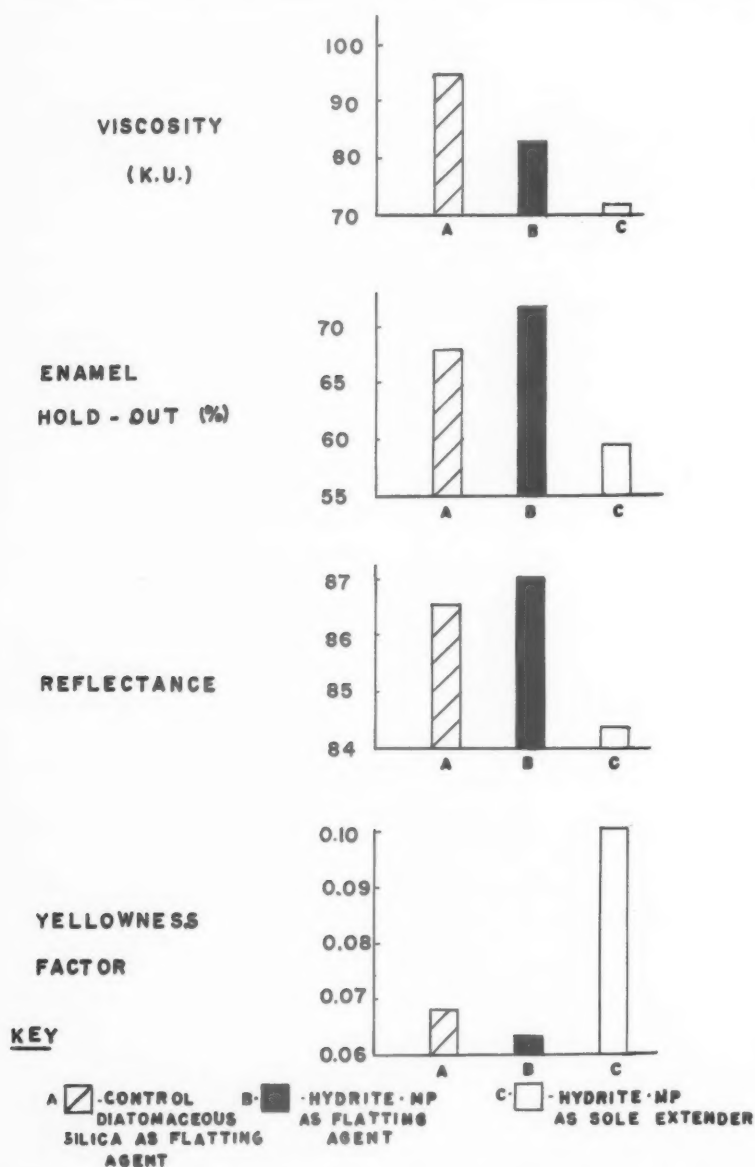 VISCOSITY
(K.U.)
100
90
80
70
A B C
ENAMEL
HOLD-OUT (%)
70
65
60
55
A B C
REFLECTANCE
87
86
85
84
A B C
YELLOWNESS
FACTOR
0.10
0.09
0.08
0.07
0.06
A B C
KEY
A -CONTROL
DIATOMACEOUS
SILICA AS FLATTING
AGENT
B- -HYDRITE-MP
AS FLATTING
AGENT
C- -HYDRITE-MP
AS SOLE EXTENDER